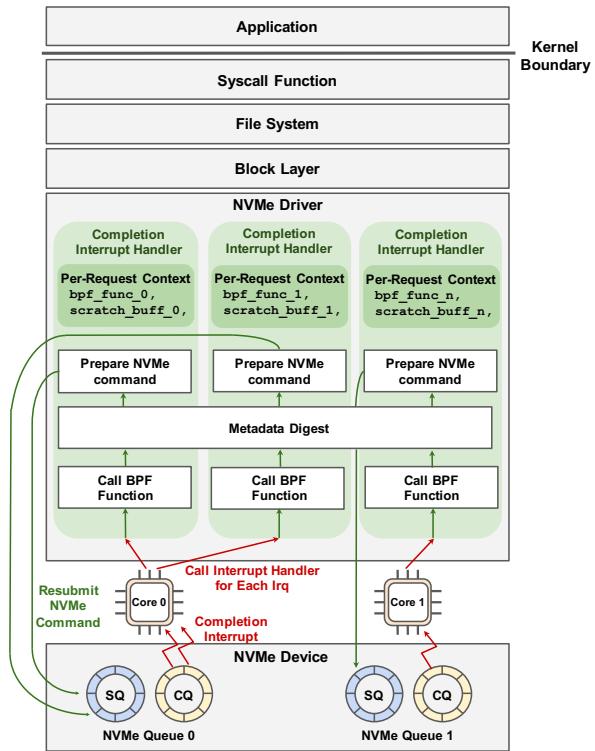 Application
Kernel
Boundary
Syscall Function
File System
Block Layer
NVMe Driver
Completion
Interrupt Handler
Per-Request Context
bpf_func_0,
scratch_buff_0,
Completion
Interrupt Handler
Per-Request Context
bpf_func_1,
scratch_buff_1,
Completion
Interrupt Handler
Per-Request Context
bpf_func_n,
scratch_buff_n,
Prepare NVMe
command
Prepare NVMe
command
Prepare NVMe
command
Metadata Digest
Call BPF
Function
Call BPF
Function
Call BPF
Function
Call Interrupt Handler
for Each Irq
Resubmit
NVMe
Command
Core 0
Core 1
Completion
Interrupt
NVMe Device
SQ
CQ
SQ
CQ
NVMe Queue 0
NVMe Queue 1